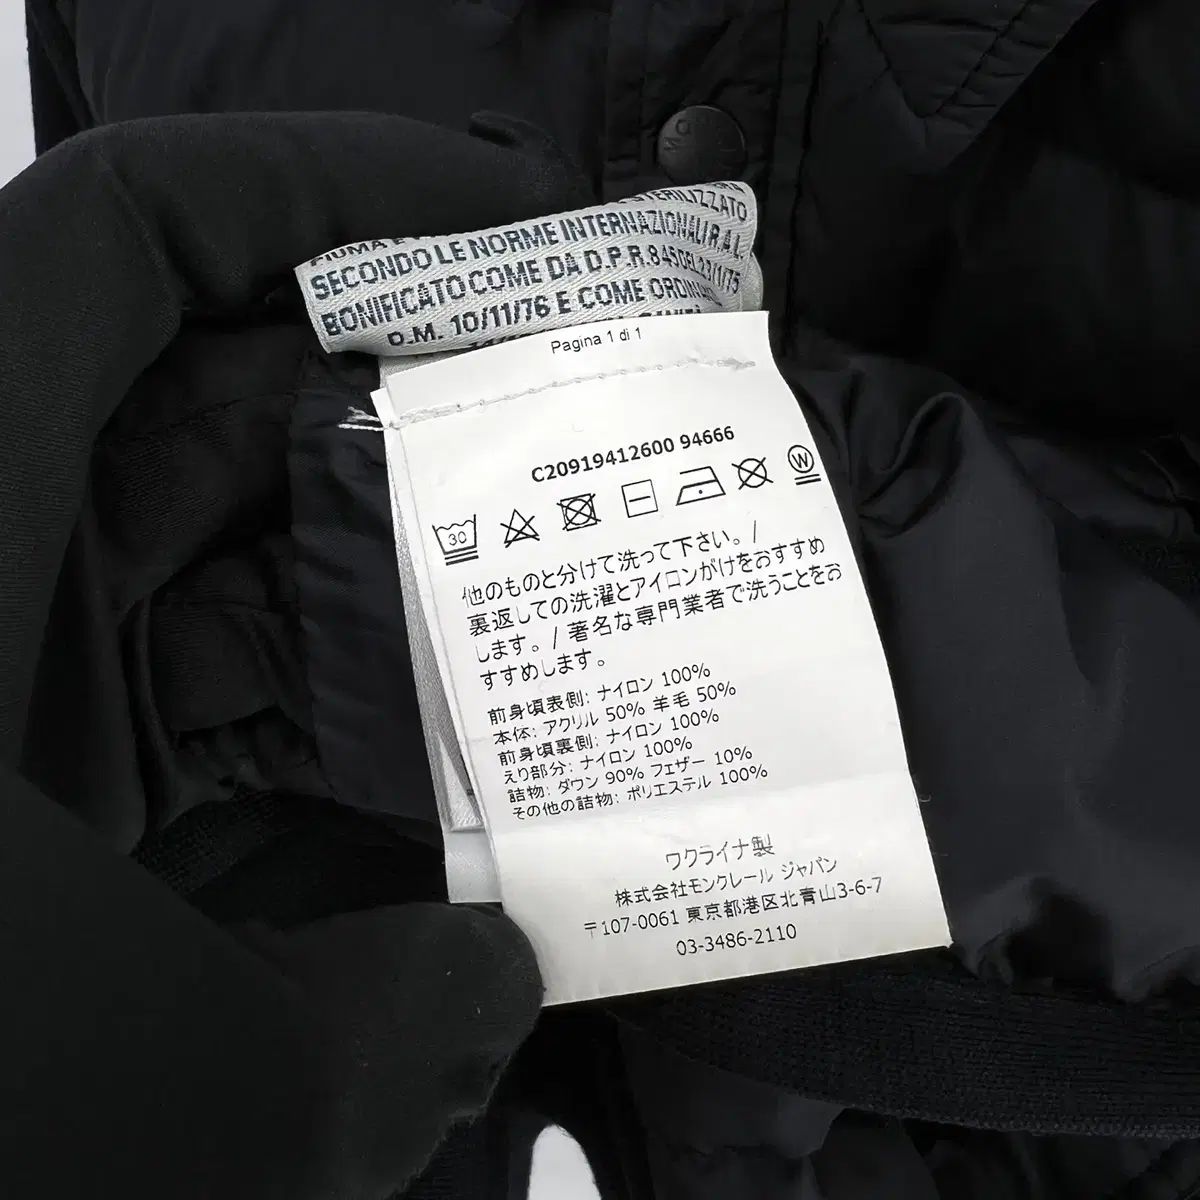 STERILIZZATO
SECONDO LE NORME INTERNAZIONALI R.A.L.
BONIFICATO COME DA D.P.R. 845 DEL 23/1/75
D.M. 10/11/76 E COME
Pagina 1 di 1
C20919412600 94666
30 W
他のものと分けて洗って下さい。/
裏返しての洗濯とアイロンがけをおすすめ
します。/ 著名な専門業者で洗うことをお
すすめします。
前身頃表側: ナイロン 100%
本体: アクリル 50% 羊毛 50%
前身頃裏側: ナイロン 100%
えり部分: ナイロン 100%
詰物: ダウン 90% フェザー 10%
その他の詰物: ポリエステル 100%
ワクライナ製
株式会社モンクレール ジャパン
〒107-0061 東京都港区北青山3-6-7
03-3486-2110